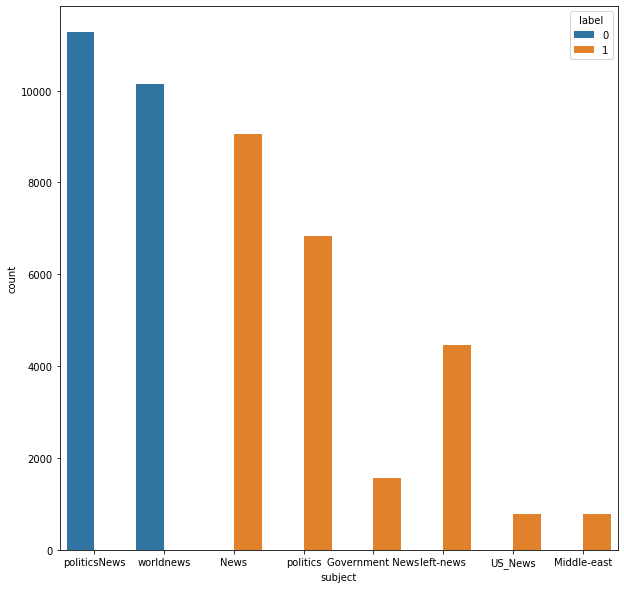 label
0
1
10000
8000
6000
4000
2000
0
count
politicsNews worldnews News politics Government News left-news US_News Middle-east
subject